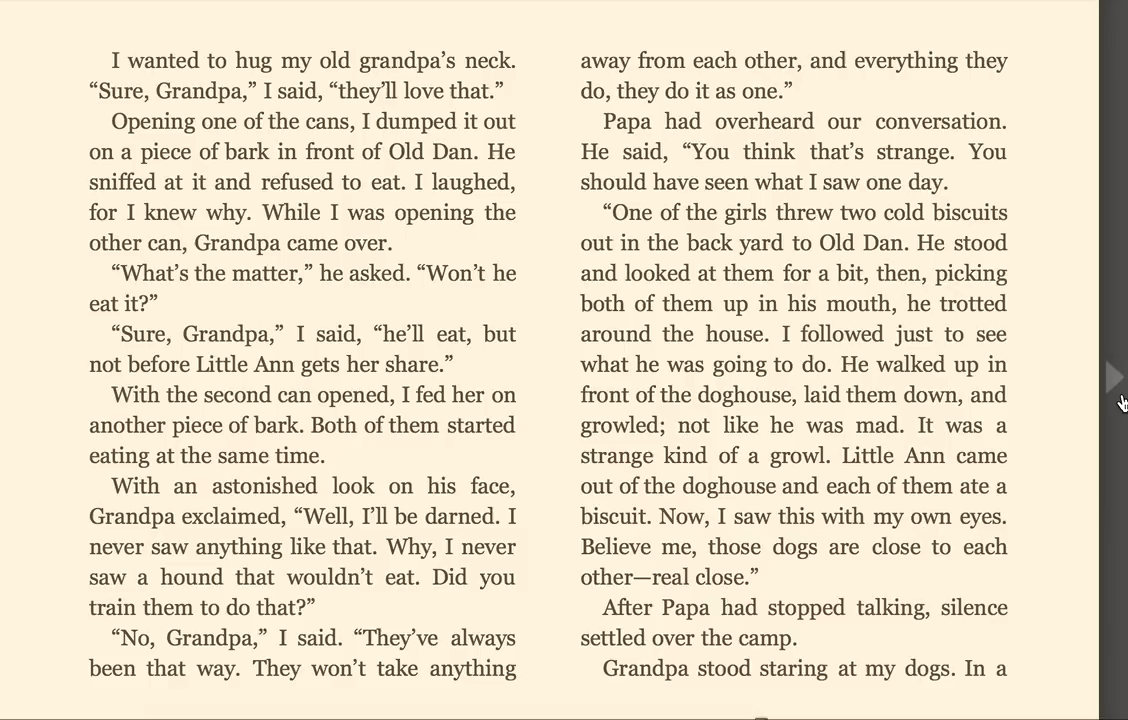 I wanted to hug my old grandpa’s neck.
“Sure, Grandpa,” I said, “they’ll love that.”
Opening one of the cans, I dumped it out
on a piece of bark in front of Old Dan. He
sniffed at it and refused to eat. I laughed,
for I knew why. While I was opening the
other can, Grandpa came over.
“What’s the matter,” he asked. “Won’t he
eat it?”
“Sure, Grandpa,” I said, “he’ll eat, but
not before Little Ann gets her share.”
With the second can opened, I fed her on
another piece of bark. Both of them started
eating at the same time.
With an astonished look on his face,
Grandpa exclaimed, “Well, I’ll be darned. I
never saw anything like that. Why, I never
saw a hound that wouldn’t eat. Did you
train them to do that?”
“No, Grandpa,” I said. “They’ve always
been that way. They won’t take anything
away from each other, and everything they
do, they do it as one.”
Papa had overheard our conversation.
He said, “You think that’s strange. You
should have seen what I saw one day.
“One of the girls threw two cold biscuits
out in the back yard to Old Dan. He stood
and looked at them for a bit, then, picking
both of them up in his mouth, he trotted
around the house. I followed just to see
what he was going to do. He walked up in
front of the doghouse, laid them down, and
growled; not like he was mad. It was a
strange kind of a growl. Little Ann came
out of the doghouse and each of them ate a
biscuit. Now, I saw this with my own eyes.
Believe me, those dogs are close to each
other—real close.”
After Papa had stopped talking, silence
settled over the camp.
Grandpa stood staring at my dogs. In a